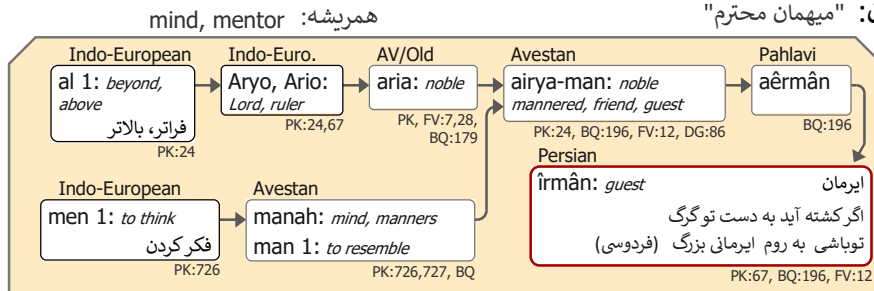 همریشه: mind, mentor
ن: "میهمان محترم"
Indo-European
al 1: beyond,
above
فراتر، بالاتر
PK:24
Indo-Euro.
Aryo, Ario:
Lord, ruler
PK:24,67
AV/Old
aria: noble
PK, FV:7,28,
BQ:179
Avestan
airya-man: noble
mannered, friend, guest
PK:24, BQ:196, FV:12, DG:86
Pahlavi
aêrmân
BQ:196
Indo-European
men 1: to think
فکر کردن
PK:726
Avestan
manah: mind, manners
man 1: to resemble
PK:726,727, BQ
Persian
îrmân: guest ایرمان
اگر کشته آید به دست تو گرگ
توباشی به روم ایرمانی بزرگ (فردوسی)
PK:67, BQ:196, FV:12